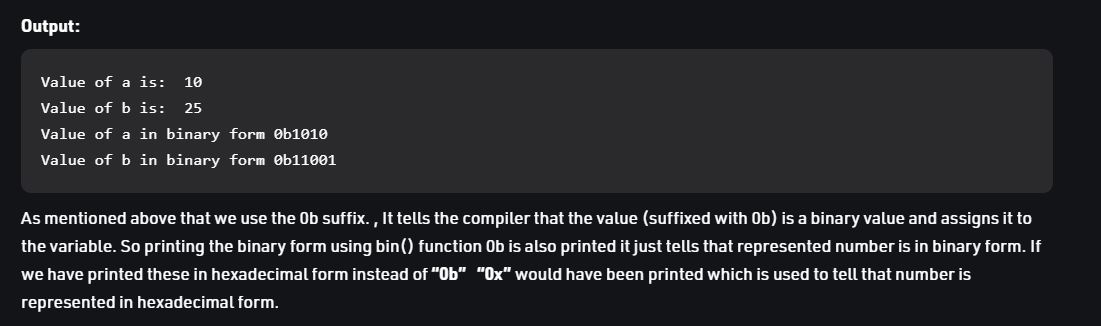 Output:
Value of a is:  10
Value of b is:  25
Value of a in binary form 0b1010
Value of b in binary form 0b11001
As mentioned above that we use the 0b suffix. , It tells the compiler that the value (suffixed with 0b) is a binary value and assigns it to
the variable. So printing the binary form using bin() function 0b is also printed it just tells that represented number is in binary form. If
we have printed these in hexadecimal form instead of "0b"  "0x" would have been printed which is used to tell that number is
represented in hexadecimal form.